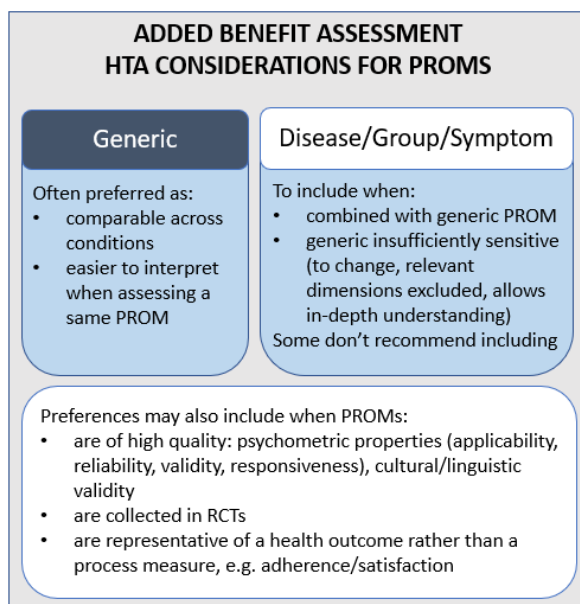 ADDED BENEFIT ASSESSMENT
HTA CONSIDERATIONS FOR PROMS
Generic
Often preferred as:
• comparable across
conditions
• easier to interpret
when assessing a
same PROM
Disease/Group/Symptom
To include when:
• combined with generic PROM
• generic insufficiently sensitive
(to change, relevant
dimensions excluded, allows
in-depth understanding)
Some don't recommend including
Preferences may also include when PROMs:
• are of high quality: psychometric properties (applicability,
reliability, validity, responsiveness), cultural/linguistic
validity
• are collected in RCTs
• are representative of a health outcome rather than a
process measure, e.g. adherence/satisfaction